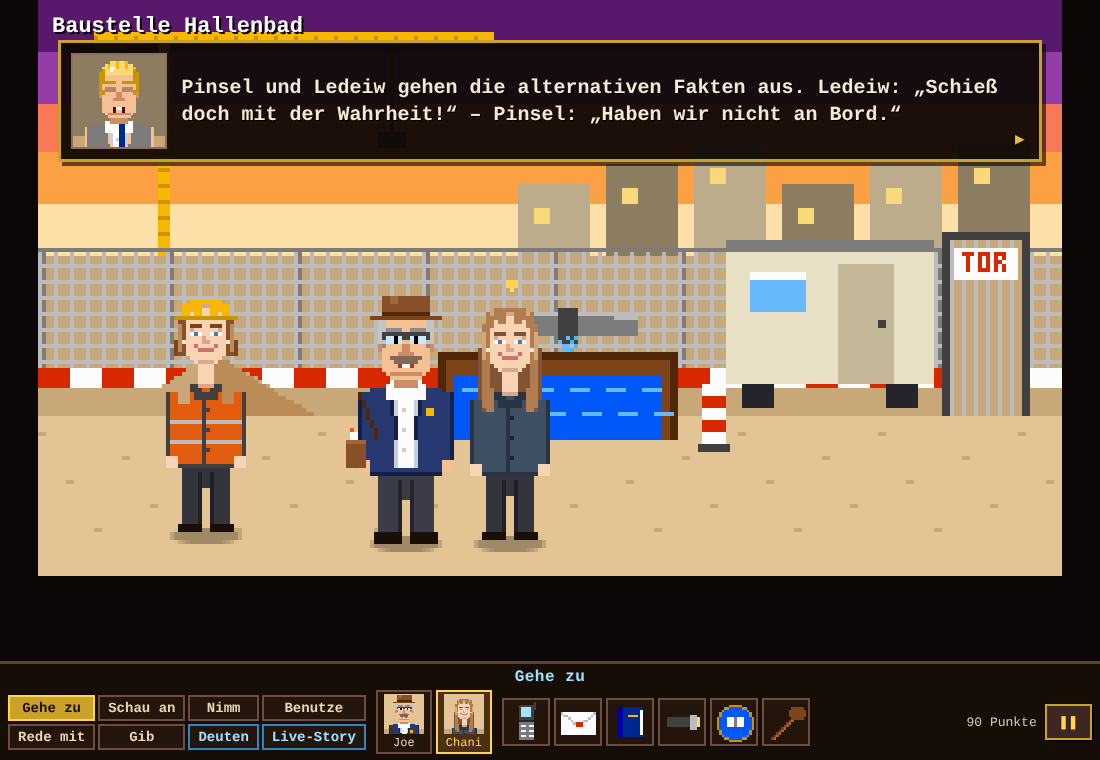 Baustelle Hallenbad
Pinsel und Ledeiw gehen die alternativen Fakten aus. Ledeiw: „Schieß
doch mit der Wahrheit!“ – Pinsel: „Haben wir nicht an Bord.“
TOR
Gehe zu
Gehe zu Schau an Nimm Benutze
Rede mit Gib Deuten Live-Story
Joe Chani
90 Punkte